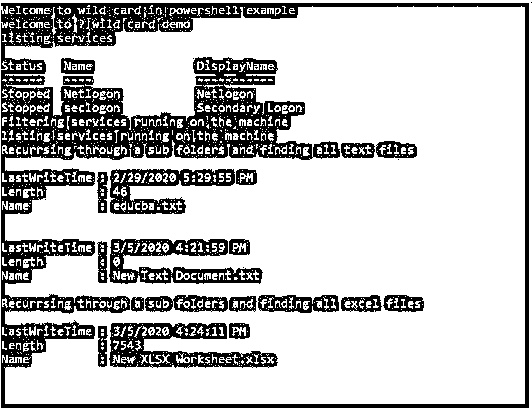 Welcome to wild card in powershell example
welcome to ? wild card demo
listing services
Status Name DisplayName
------ ---- -----------
Stopped Netlogon Netlogon
Stopped seclogon Secondary Logon
Filtering services running on the machine
listing services running on the machine
Recurrsing through a sub folders and finding all text files
LastWriteTime : 2/29/2020 5:29:55 PM
Length : 46
Name : educba.txt
LastWriteTime : 3/5/2020 4:21:59 PM
Length : 0
Name : New Text Document.txt
Recurrsing through a sub folders and finding all excel files
LastWriteTime : 3/5/2020 4:24:11 PM
Length : 7543
Name : New XLSX Worksheet.xlsx